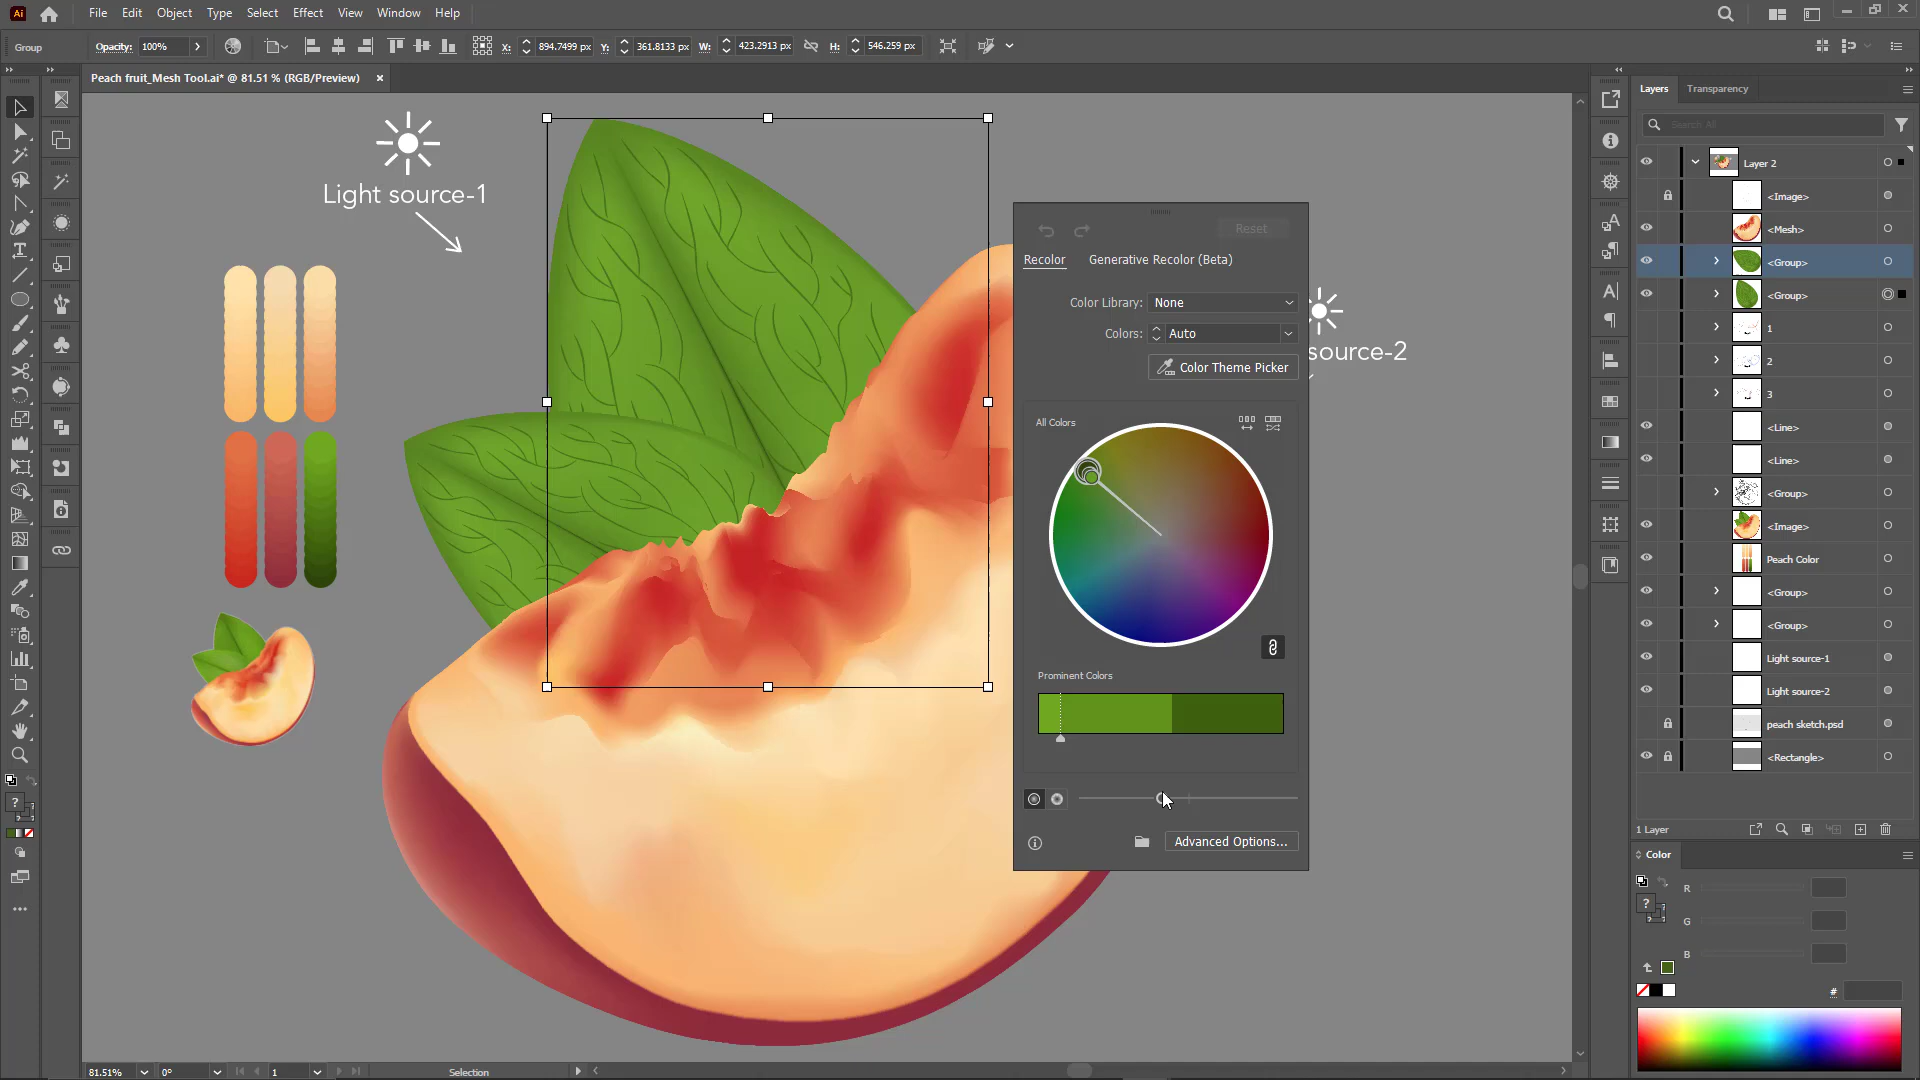 Ai File Edit Object Type Select Effect View Window Help
Group Opacity: 100% X: 894.7499 px Y: 361.8133 px W: 423.2913 px H: 546.259 px
Peach fruit_Mesh Tool.ai* @ 81.51 % (RGB/Preview) ×
Light source-1
source-2
Reset
Recolor Generative Recolor (Beta)
Color Library: None
Colors: Auto
Color Theme Picker
All Colors
Prominent Colors
Advanced Options...
Layers Transparency
Search All
Layer 2
<Image>
<Mesh>
<Group>
<Group>
1
2
3
<Line>
<Line>
<Group>
<Image>
Peach Color
<Group>
<Group>
Light source-1
Light source-2
peach sketch.psd
<Rectangle>
1 Layer
Color
R
G
B
#
?
?
81.51% 0° 1 Selection